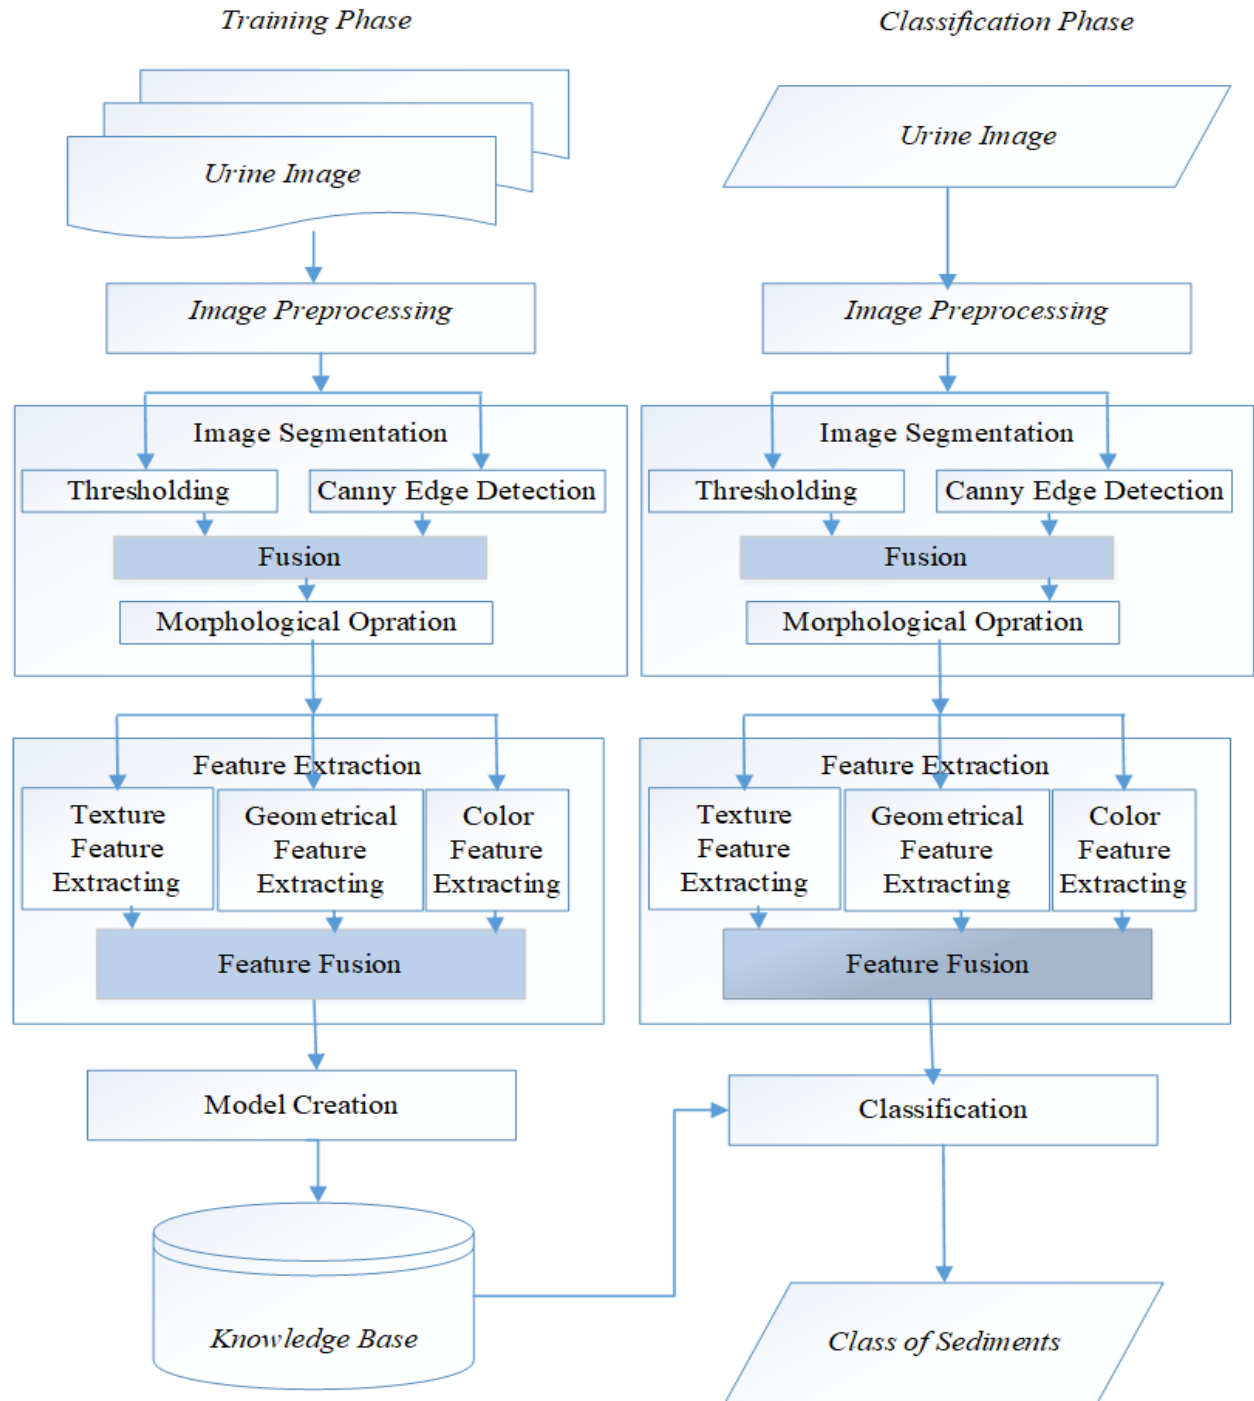 Training Phase
Urine Image
Image Preprocessing
Image Segmentation
Thresholding
Canny Edge Detection
Fusion
Morphological Opration
Feature Extraction
Texture
Feature
Extracting
Geometrical
Feature
Extracting
Color
Feature
Extracting
Feature Fusion
Model Creation
Knowledge Base
Classification Phase
Urine Image
Image Preprocessing
Image Segmentation
Thresholding
Canny Edge Detection
Fusion
Morphological Opration
Feature Extraction
Texture
Feature
Extracting
Geometrical
Feature
Extracting
Color
Feature
Extracting
Feature Fusion
Classification
Class of Sediments